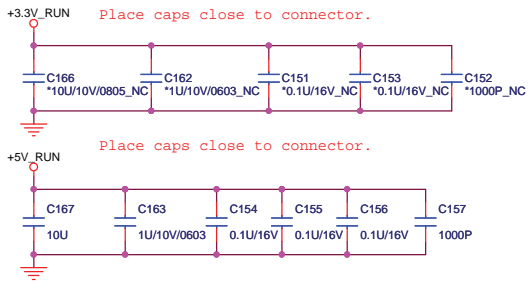 +3.3V_RUN
Place caps close to connector.
C166 C162 C151 C153 C152
*10U/10V/0805_NC *1U/10V/0603_NC *0.1U/16V_NC *0.1U/16V_NC *1000P_NC
Place caps close to connector.
+5V_RUN
C167 C163 C154 C155 C156 C157
10U 1U/10V/0603 0.1U/16V 0.1U/16V 0.1U/16V 1000P